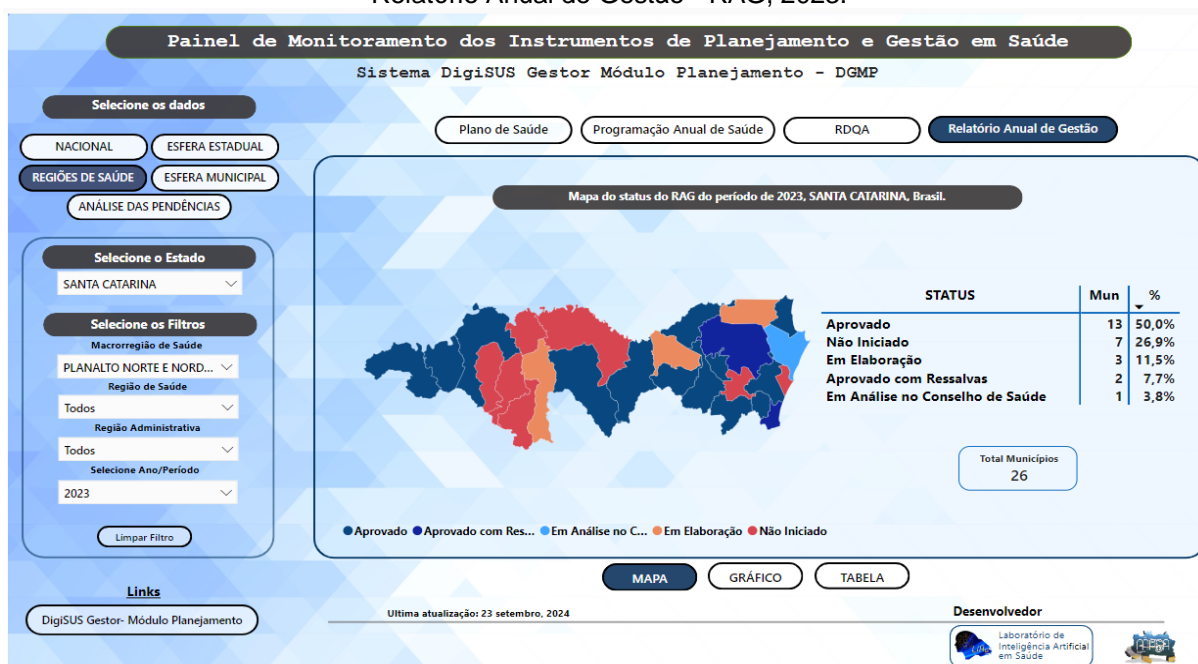 Relatório Anual de Gestão - RAG, 2023.
Painel de Monitoramento dos Instrumentos de Planejamento e Gestão em Saúde
Sistema DigiSUS Gestor Módulo Planejamento - DGMP
Selecione os dados
NACIONAL
ESFERA ESTADUAL
REGIÕES DE SAÚDE
ESFERA MUNICIPAL
ANÁLISE DAS PENDÊNCIAS
Plano de Saúde
Programação Anual de Saúde
RDQA
Relatório Anual de Gestão
Selecione o Estado
SANTA CATARINA
Selecione os Filtros
Macrorregião de Saúde
PLANALTO NORTE E NORD...
Região de Saúde
Todos
Região Administrativa
Todos
Selecione Ano/Período
2023
Limpar Filtro
Links
DigiSUS Gestor- Módulo Planejamento
Mapa do status do RAG do período de 2023, SANTA CATARINA, Brasil.
STATUS Mun %
Aprovado 13 50,0%
Não Iniciado 7 26,9%
Em Elaboração 3 11,5%
Aprovado com Ressalvas 2 7,7%
Em Análise no Conselho de Saúde 1 3,8%
Total Municípios
26
Aprovado Aprovado com Res... Em Análise no C... Em Elaboração Não Iniciado
MAPA
GRÁFICO
TABELA
Ultima atualização: 23 setembro, 2024
Desenvolvedor
Laboratório de
Inteligência Artificial
em Saúde